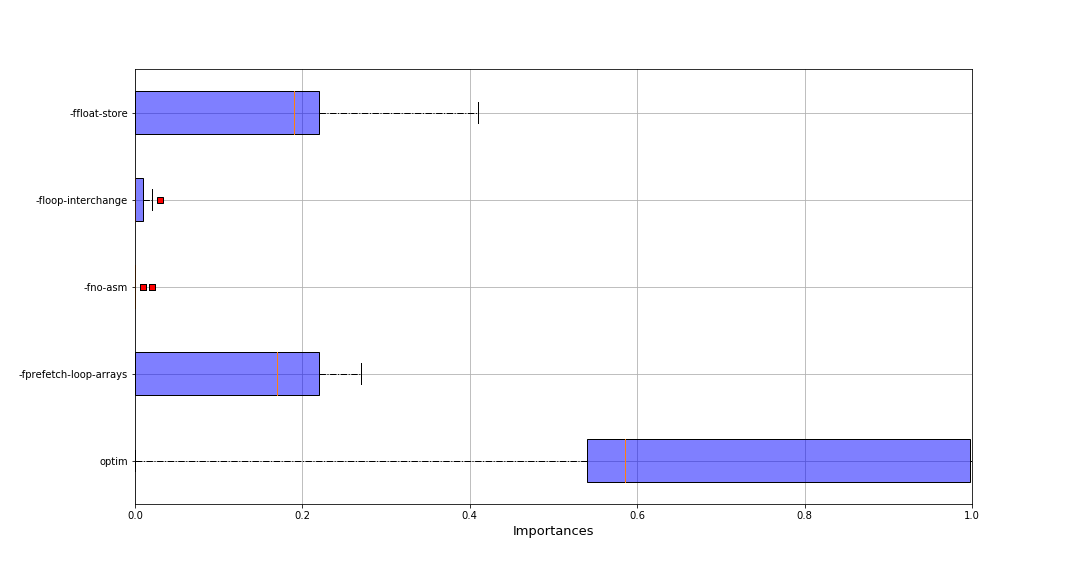 -ffloat-store
-floop-interchange
-fno-asm
-fprefetch-loop-arrays
optim
0.0 0.2 0.4 0.6 0.8 1.0
Importances